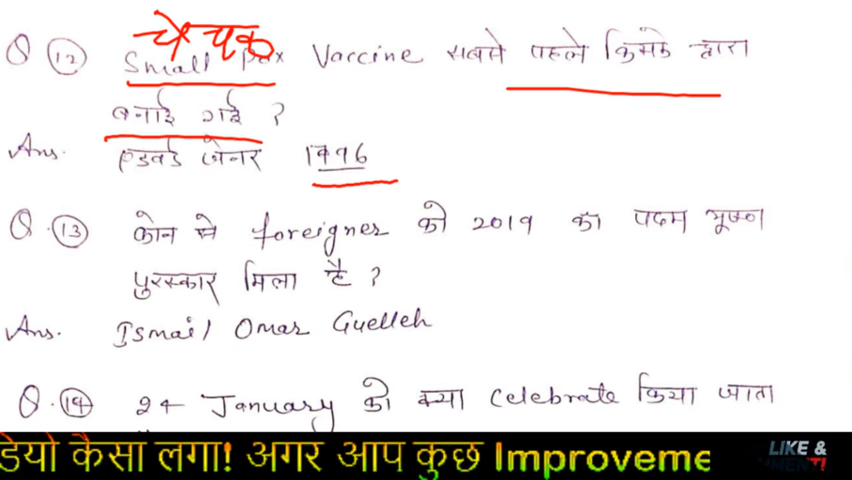 चेचक
Q (12) Small Pox Vaccine सबसे पहले किसके द्वारा
बनाई गई ?
Ans. एडवर्ड जेनर 1796
Q. (13) कोन से foreigner को 2019 का पदम भूषण
पुरस्कार मिला है ?
Ans. Ismail Omar Guelleh
Q. (14) 24 January को क्या celebrate किया जाता
डियो कैसा लगा! अगर आप कुछ Improveme
LIKE &
MMENT!